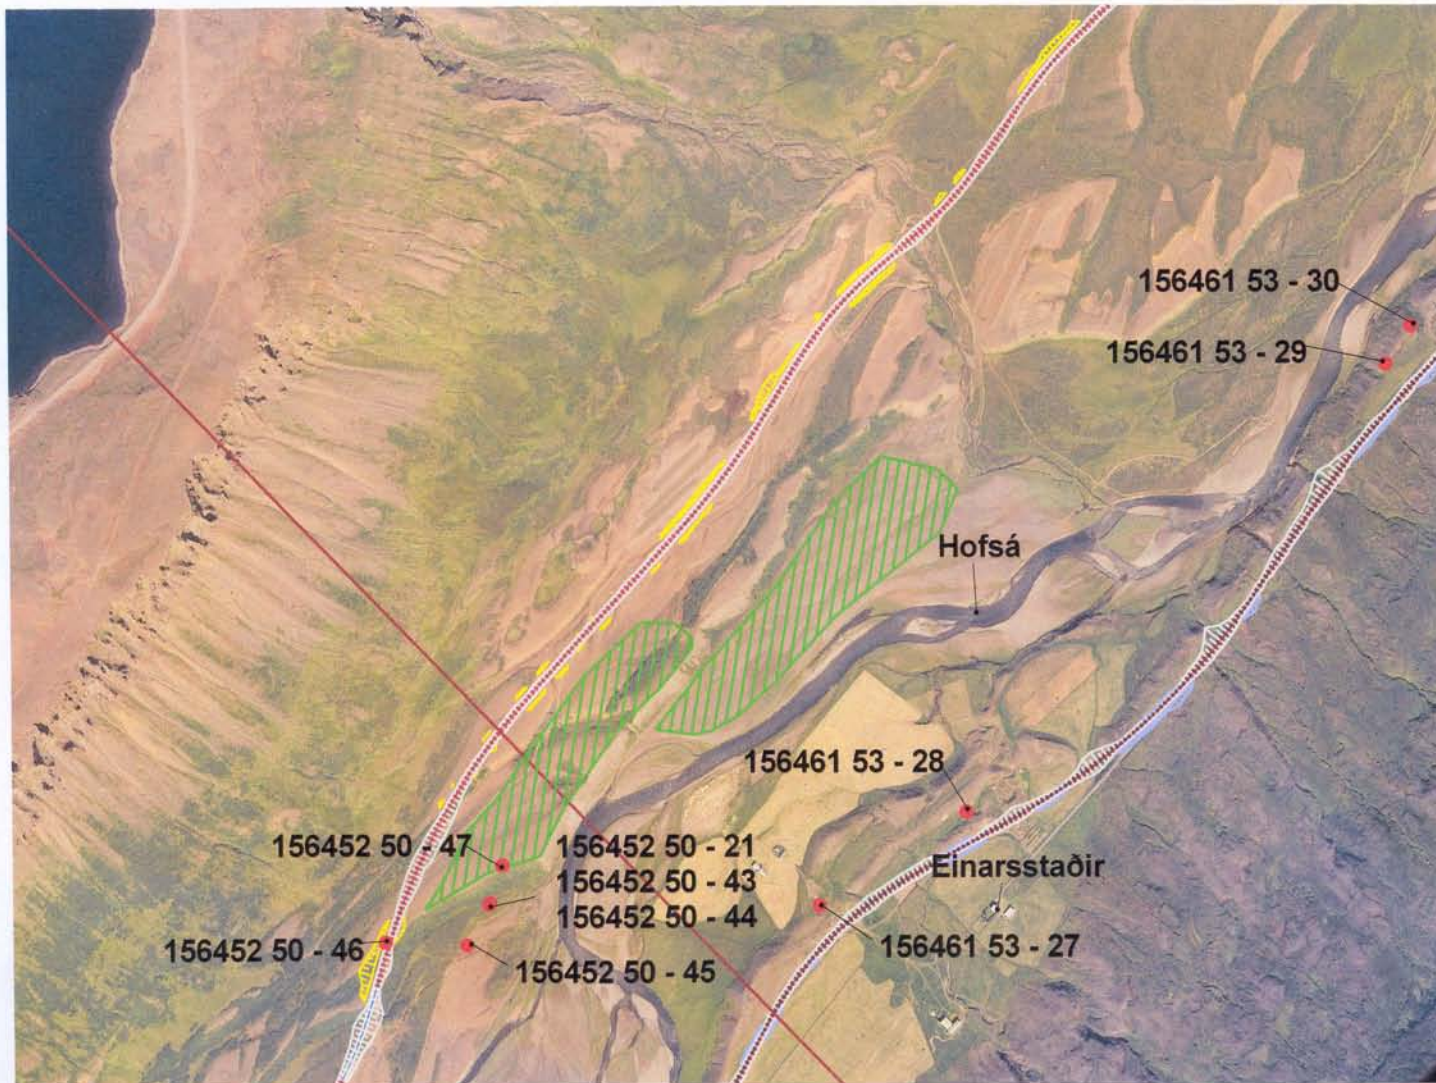 156461 53 - 30
156461 53 - 29
Hofsá
156461 53 - 28
156452 50 - 47
156452 50 - 21
156452 50 - 43
156452 50 - 44
Einarsstaðir
156452 50 - 46
156452 50 - 45
156461 53 - 27